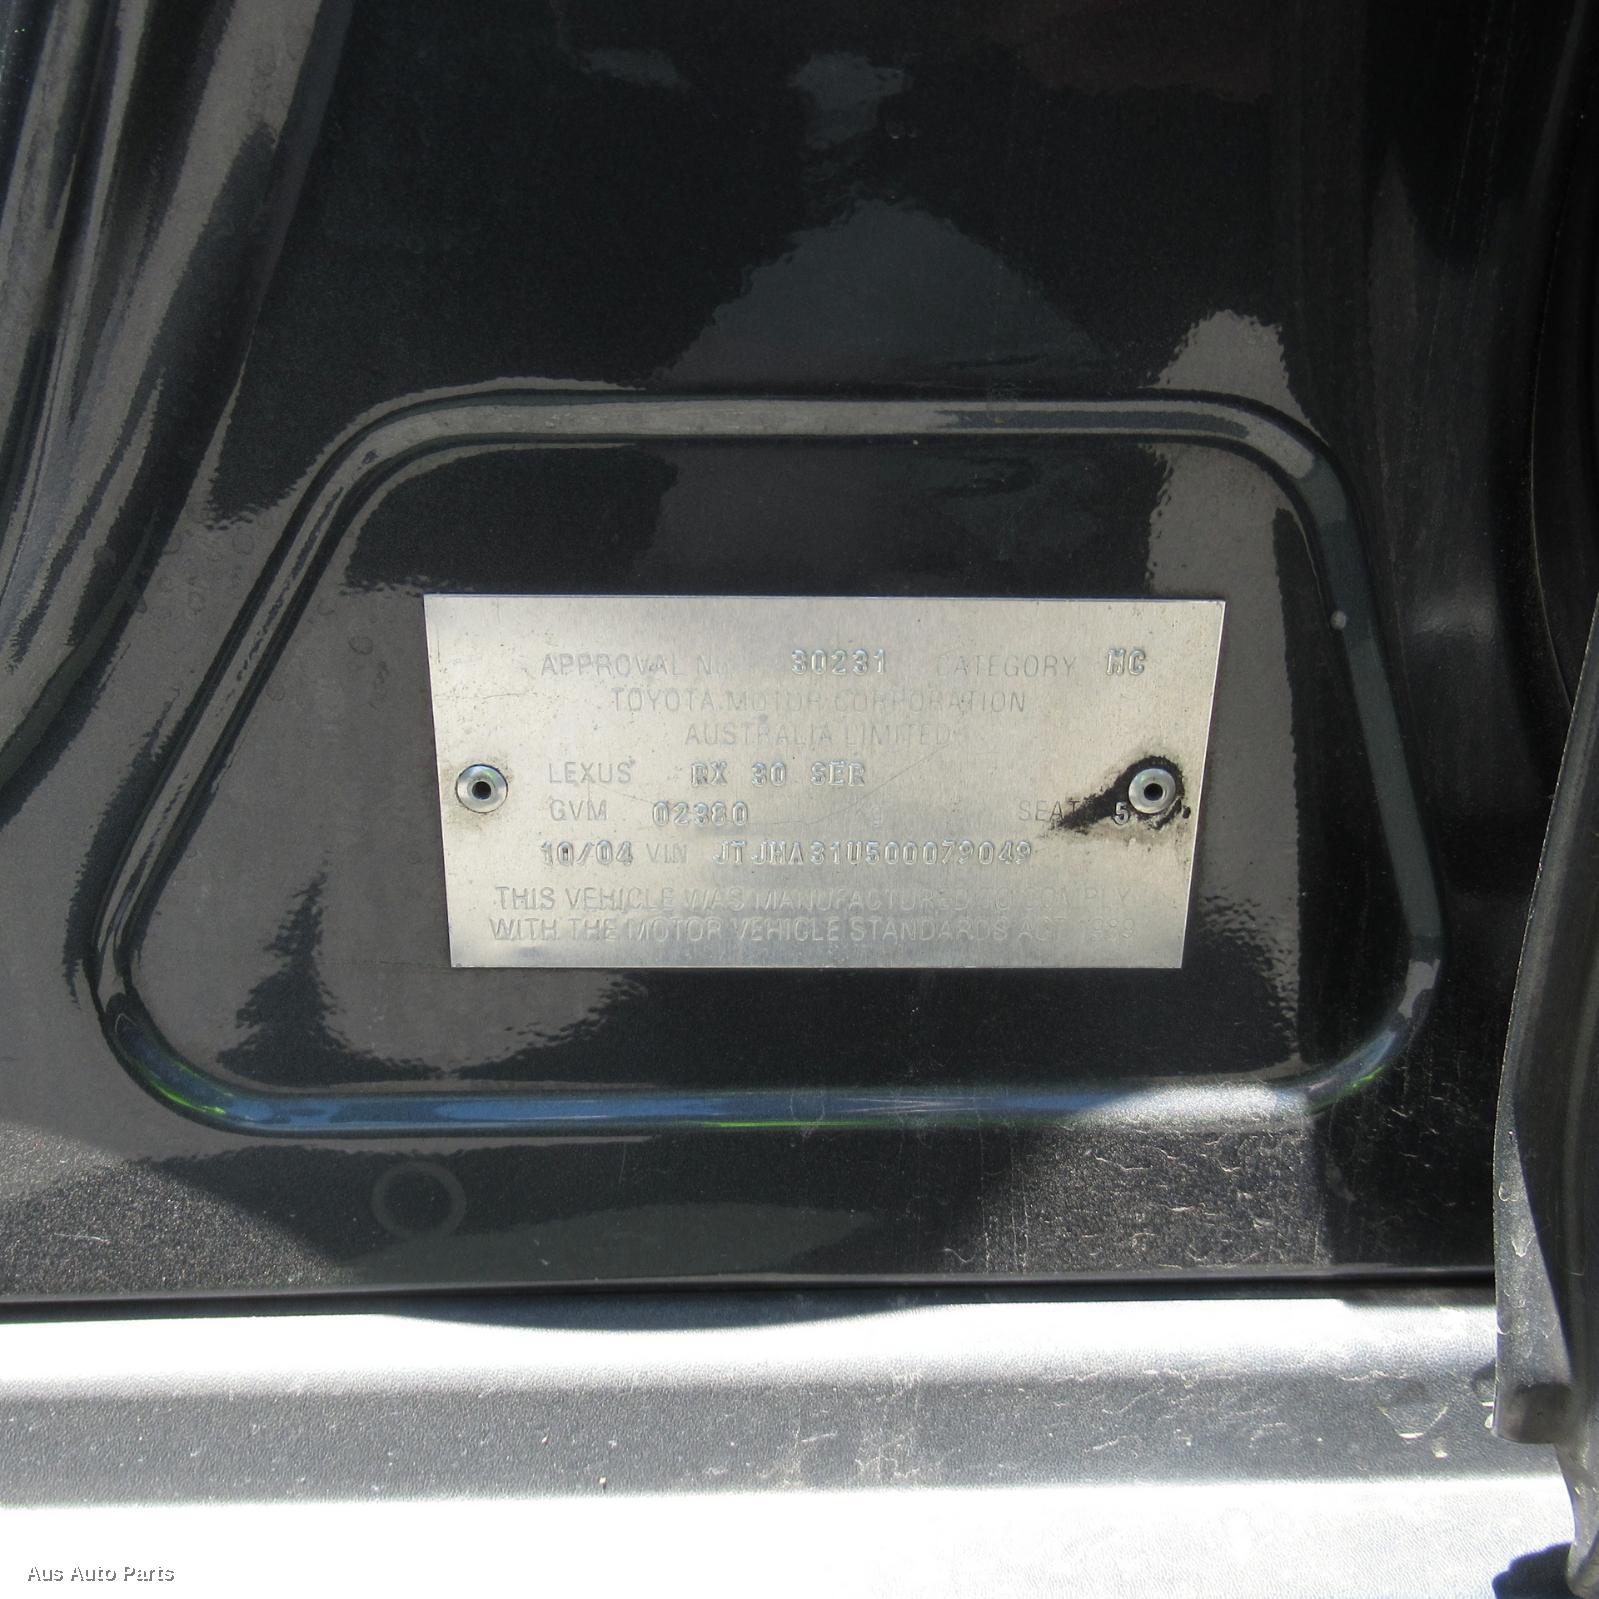 APPROVAL No. 30231 CATEGORY MC
TOYOTA MOTOR CORPORATION
AUSTRALIA LIMITED
LEXUS RX 30 SER
GVM 02380 SEAT 5
10/04 VIN JTJHA31U500079049
THIS VEHICLE WAS MANUFACTURED TO COMPLY
WITH THE MOTOR VEHICLE STANDARDS ACT 1989
Aus Auto Parts